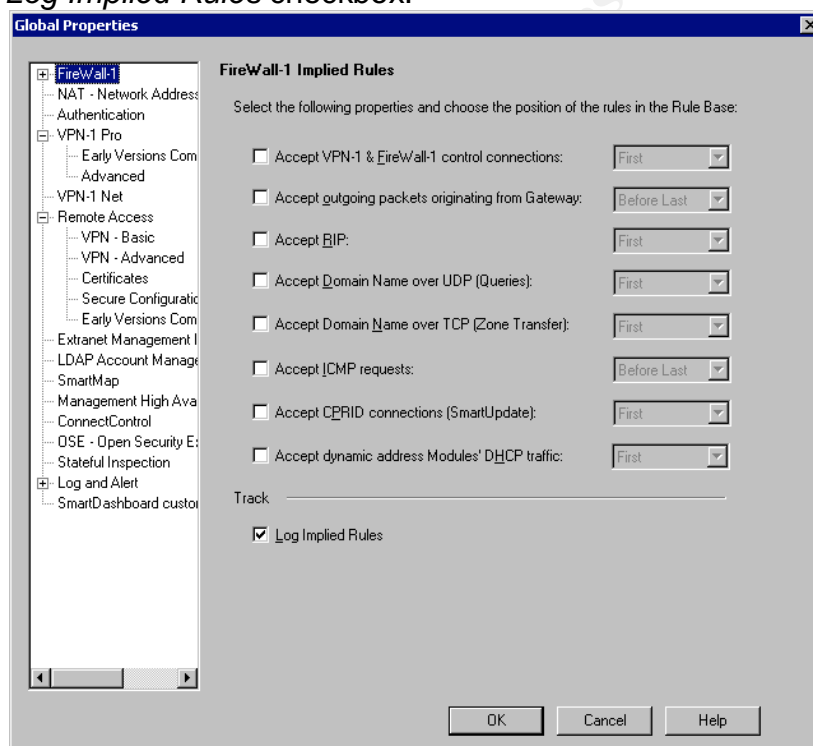 Log Implied Rules checkbox.
Global Properties
FireWall-1
NAT - Network Address
Authentication
VPN-1 Pro
Early Versions Com
Advanced
VPN-1 Net
Remote Access
VPN - Basic
VPN - Advanced
Certificates
Secure Configuratic
Early Versions Com
Extranet Management I
LDAP Account Manage
SmartMap
Management High Ava
ConnectControl
OSE - Open Security E
Stateful Inspection
Log and Alert
SmartDashboard custo
FireWall-1 Implied Rules
Select the following properties and choose the position of the rules in the Rule Base:
Accept VPN-1 & FireWall-1 control connections: First
Accept outgoing packets originating from Gateway: Before Last
Accept RIP: First
Accept Domain Name over UDP (Queries): First
Accept Domain Name over TCP (Zone Transfer): First
Accept ICMP requests: Before Last
Accept CPRID connections (SmartUpdate): First
Accept dynamic address Modules' DHCP traffic: First
Track
Log Implied Rules
OK Cancel Help